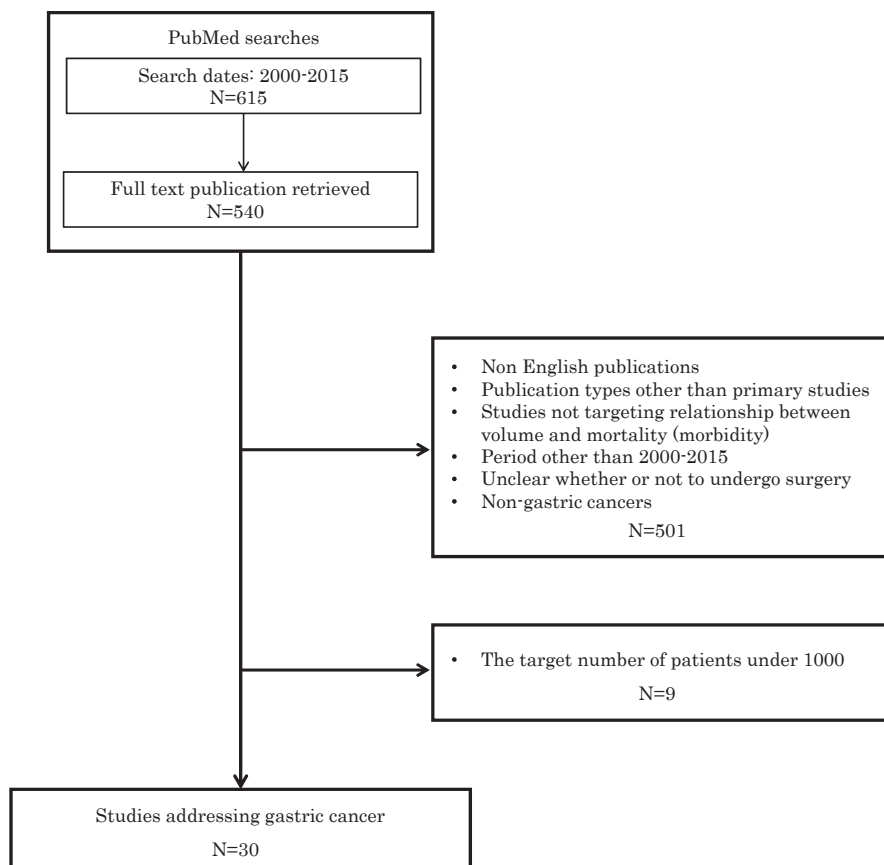 PubMed searches
Search dates: 2000-2015
N=615
Full text publication retrieved
N=540
• Non English publications
• Publication types other than primary studies
• Studies not targeting relationship between
volume and mortality (morbidity)
• Period other than 2000-2015
• Unclear whether or not to undergo surgery
• Non-gastric cancers
N=501
• The target number of patients under 1000
N=9
Studies addressing gastric cancer
N=30